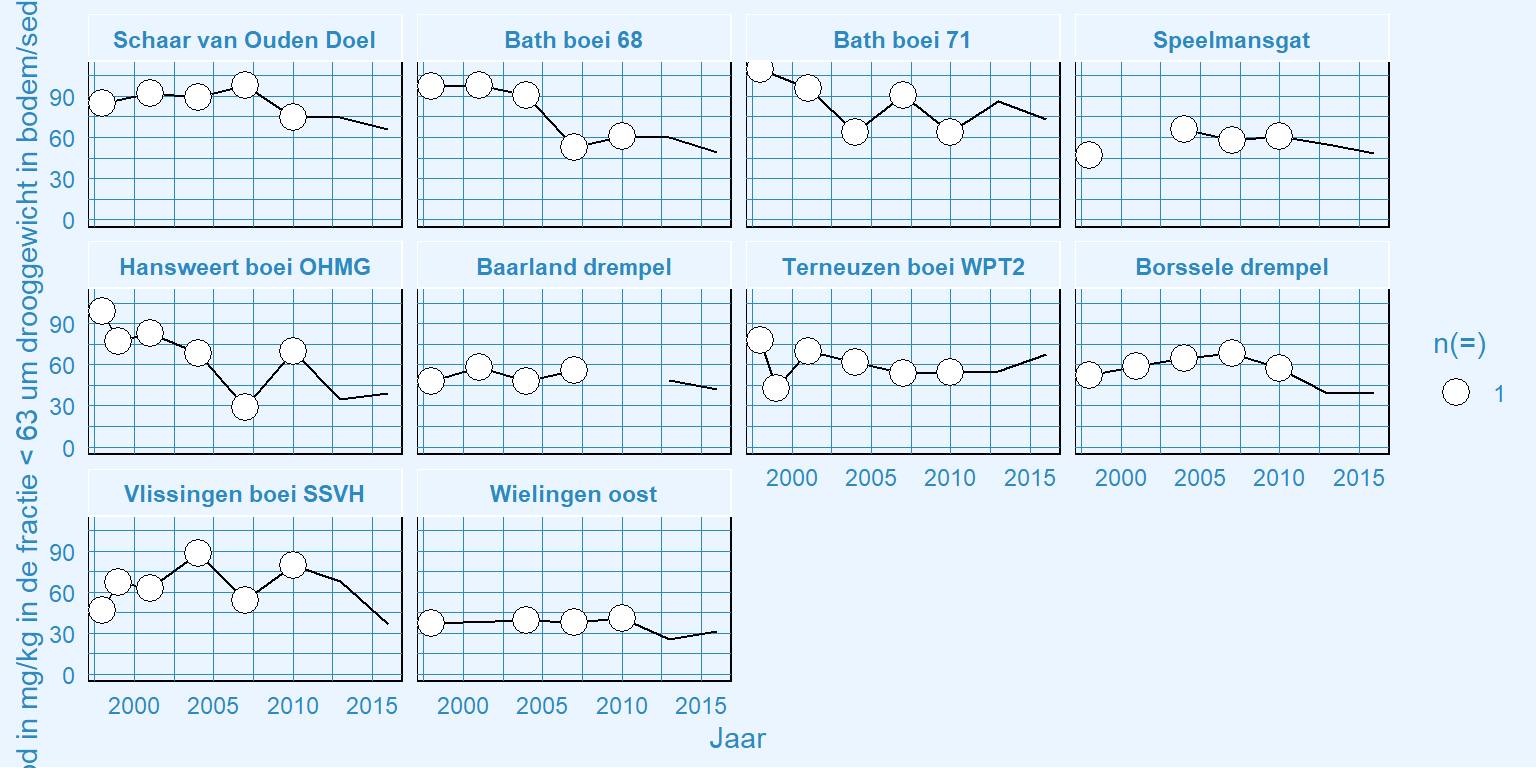 Schaar van Ouden Doel
Bath boei 68
Bath boei 71
Speelmansgat
90
60
30
0
Hansweert boei OHMG
Baarland drempel
Terneuzen boei WPT2
Borssele drempel
90
60
30
0
2000 2005 2010 2015
2000 2005 2010 2015
Vlissingen boei SSVH
Wielingen oost
90
60
30
0
2000 2005 2010 2015
2000 2005 2010 2015
Jaar
in mg/kg in de fractie < 63 um drooggewicht in
n(=)
1